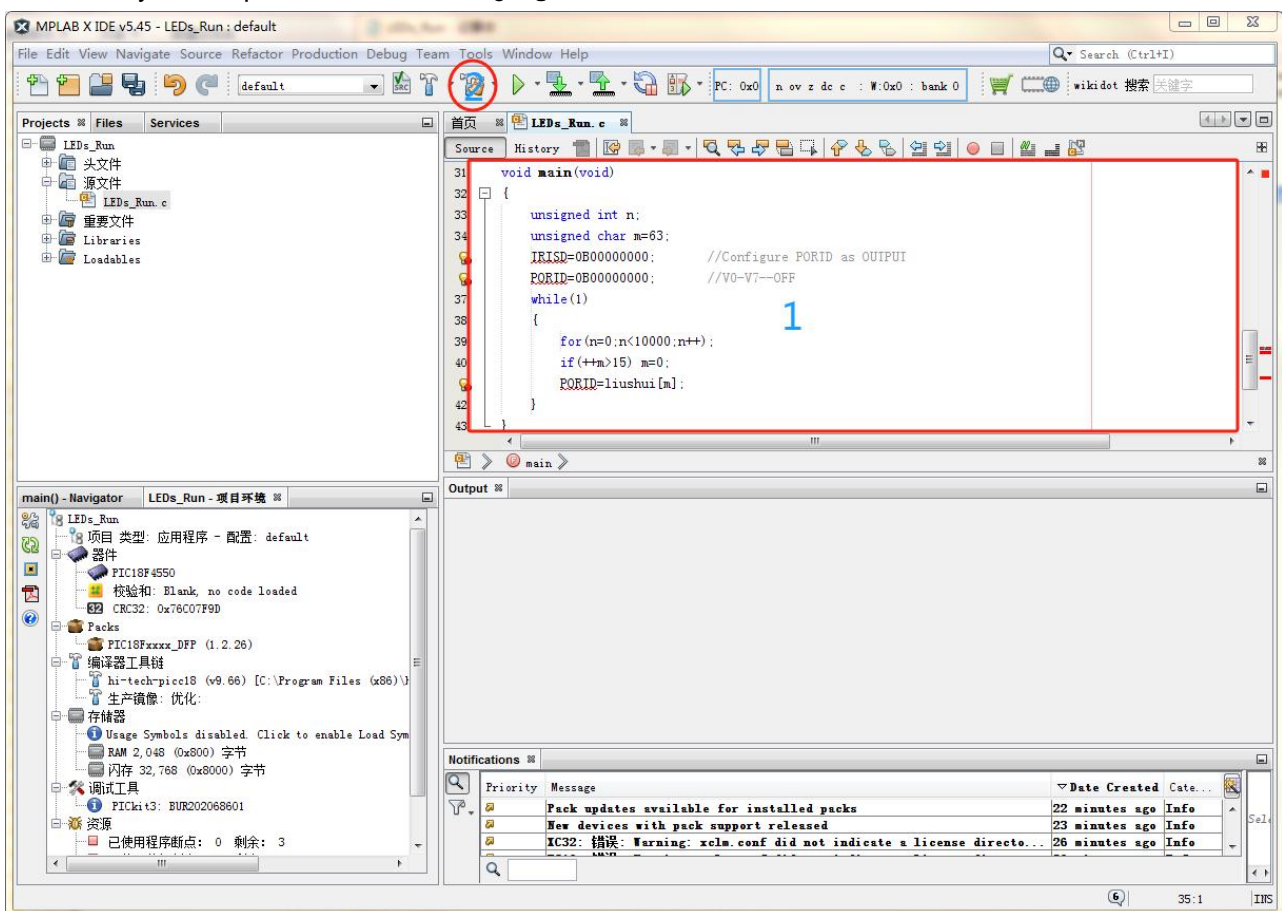 MPLAB X IDE v5.45 - LEDs_Run : default
File Edit View Navigate Source Refactor Production Debug Team Tools Window Help
Search (Ctrl+I)
default
2
PC: 0x0
n ov z dc c : W:0x0 : bank 0
wikidot 搜索 关键字
Projects Files Services
LEDs_Run
头文件
源文件
LEDs_Run.c
重要文件
Libraries
Loadables
首页 LEDs_Run.c
Source History
31 void main(void)
32 {
33 unsigned int n;
34 unsigned char m=63;
TRISD=0B00000000; //Configure PORTD as OUTPUT
PORTD=0B00000000; //V0-V7--OFF
37 while(1)
38 {
39 for(n=0;n<10000;n++);
40 if(++m>15) m=0;
PORTD=liushui[m];
42 }
43 }
1
main
main() - Navigator LEDs_Run - 项目环境
LEDs_Run
项目 类型: 应用程序 - 配置: default
器件
PIC18F4550
校验和: Blank, no code loaded
32 CRC32: 0x76C07F9D
Packs
PIC18Fxxxx_DFP (1.2.26)
编译器工具链
hi-tech-picc18 (v9.66) [C:\Program Files (x86)\
生产镜像: 优化:
存储器
Usage Symbols disabled. Click to enable Load Sym
RAM 2,048 (0x800) 字节
闪存 32,768 (0x8000) 字节
调试工具
PICkit3: BUR202068601
资源
已使用程序断点: 0 剩余: 3
Output
Notifications
Priority Message Date Created Cate...
Pack updates available for installed packs 22 minutes ago Info
New devices with pack support released 23 minutes ago Info
XC32: 错误: Warning: xclm.conf did not indicate a license directo... 26 minutes ago Info
6 35:1 INS